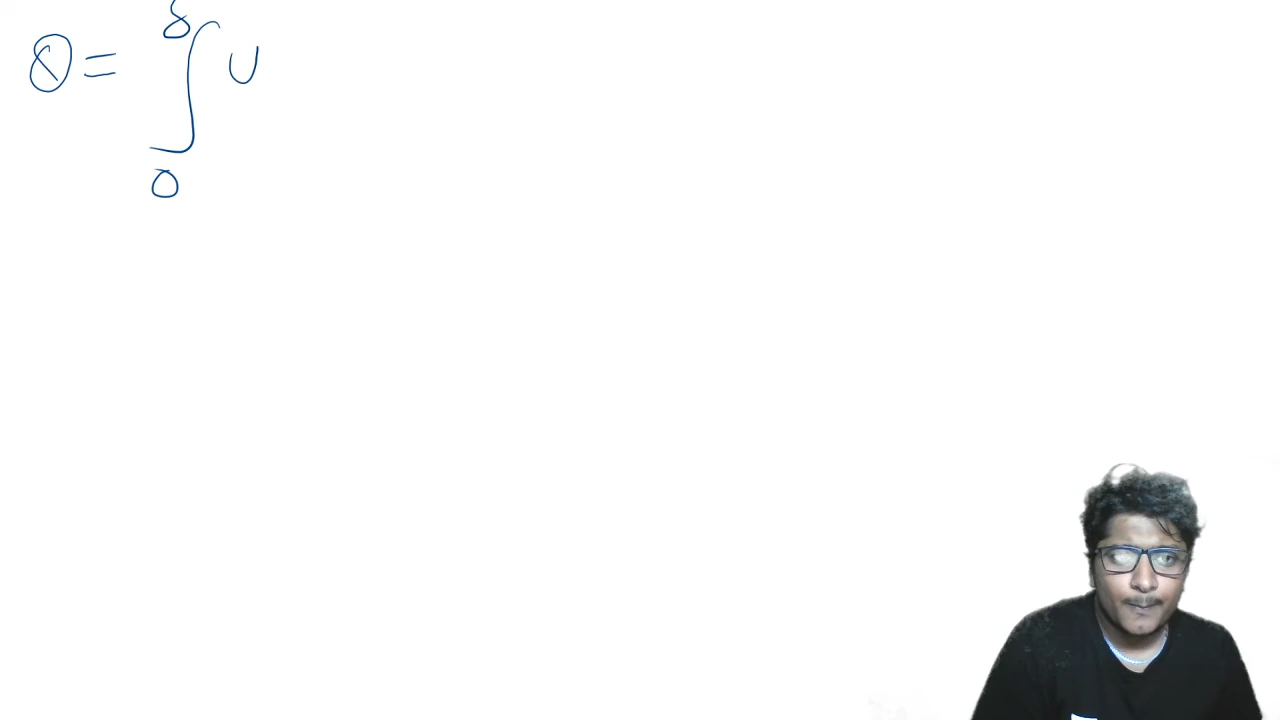 θ = ∫₀^δ u